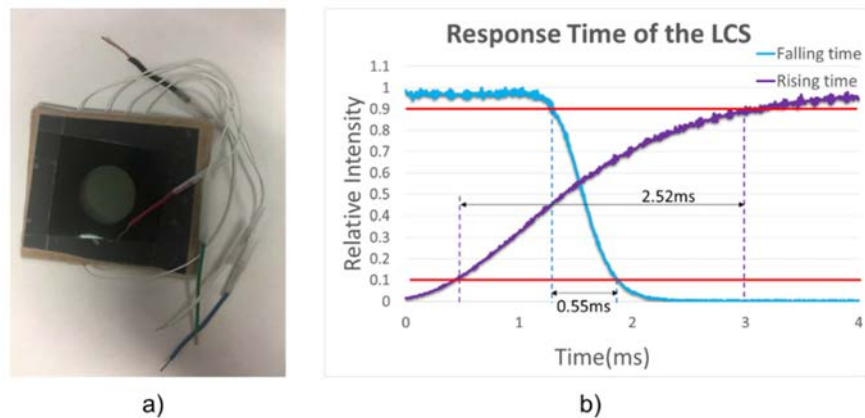 Response Time of the LCS
Falling time
Rising time
Relative Intensity
1.1
1
0.9
0.8
0.7
0.6
0.5
0.4
0.3
0.2
0.1
0
2.52ms
0.55ms
0 1 2 3 4
Time(ms)
a) b)